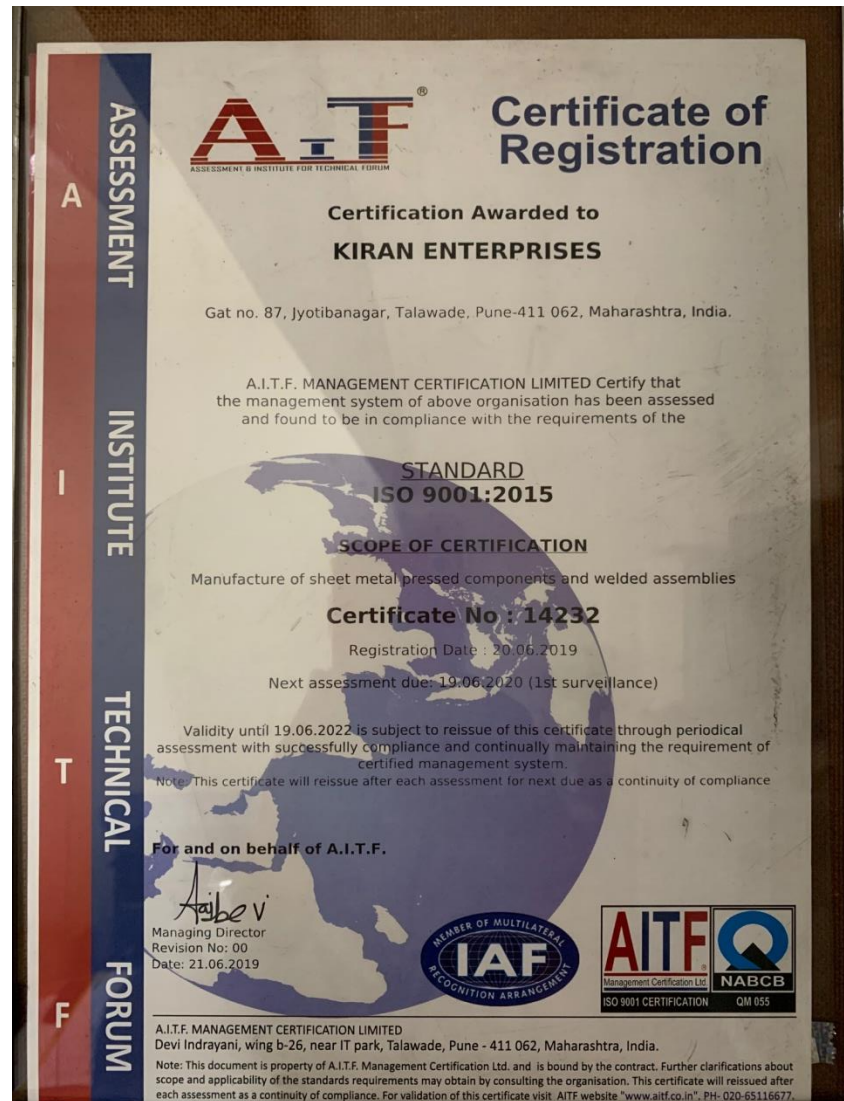 A.I.T.F ®
ASSESSMENT & INSTITUTE FOR TECHNICAL FORUM
Certificate of
Registration
A ASSESSMENT
I INSTITUTE
T TECHNICAL
F FORUM
Certification Awarded to
KIRAN ENTERPRISES
Gat no. 87, Jyotibanagar, Talawade, Pune-411 062, Maharashtra, India.
A.I.T.F. MANAGEMENT CERTIFICATION LIMITED Certify that
the management system of above organisation has been assessed
and found to be in compliance with the requirements of the
STANDARD
ISO 9001:2015
SCOPE OF CERTIFICATION
Manufacture of sheet metal pressed components and welded assemblies
Certificate No : 14232
Registration Date : 20.06.2019
Next assessment due: 19.06.2020 (1st surveillance)
Validity until 19.06.2022 is subject to reissue of this certificate through periodical
assessment with successfully compliance and continually maintaining the requirement of
certified management system.
Note: This certificate will reissue after each assessment for next due as a continuity of compliance
For and on behalf of A.I.T.F.
Managing Director
Revision No: 00
Date: 21.06.2019
MEMBER OF MULTILATERAL
IAF
RECOGNITION ARRANGEMENT
AITF
Management Certification Ltd.
ISO 9001 CERTIFICATION
NABCB
QM 055
A.I.T.F. MANAGEMENT CERTIFICATION LIMITED
Devi Indrayani, wing b-26, near IT park, Talawade, Pune - 411 062, Maharashtra, India.
Note: This document is property of A.I.T.F. Management Certification Ltd. and is bound by the contract. Further clarifications about
scope and applicability of the standards requirements may obtain by consulting the organisation. This certificate will reissued after
each assessment as a continuity of compliance. For validation of this certificate visit AITF website "www.aitf.co.in". PH- 020-65116677.